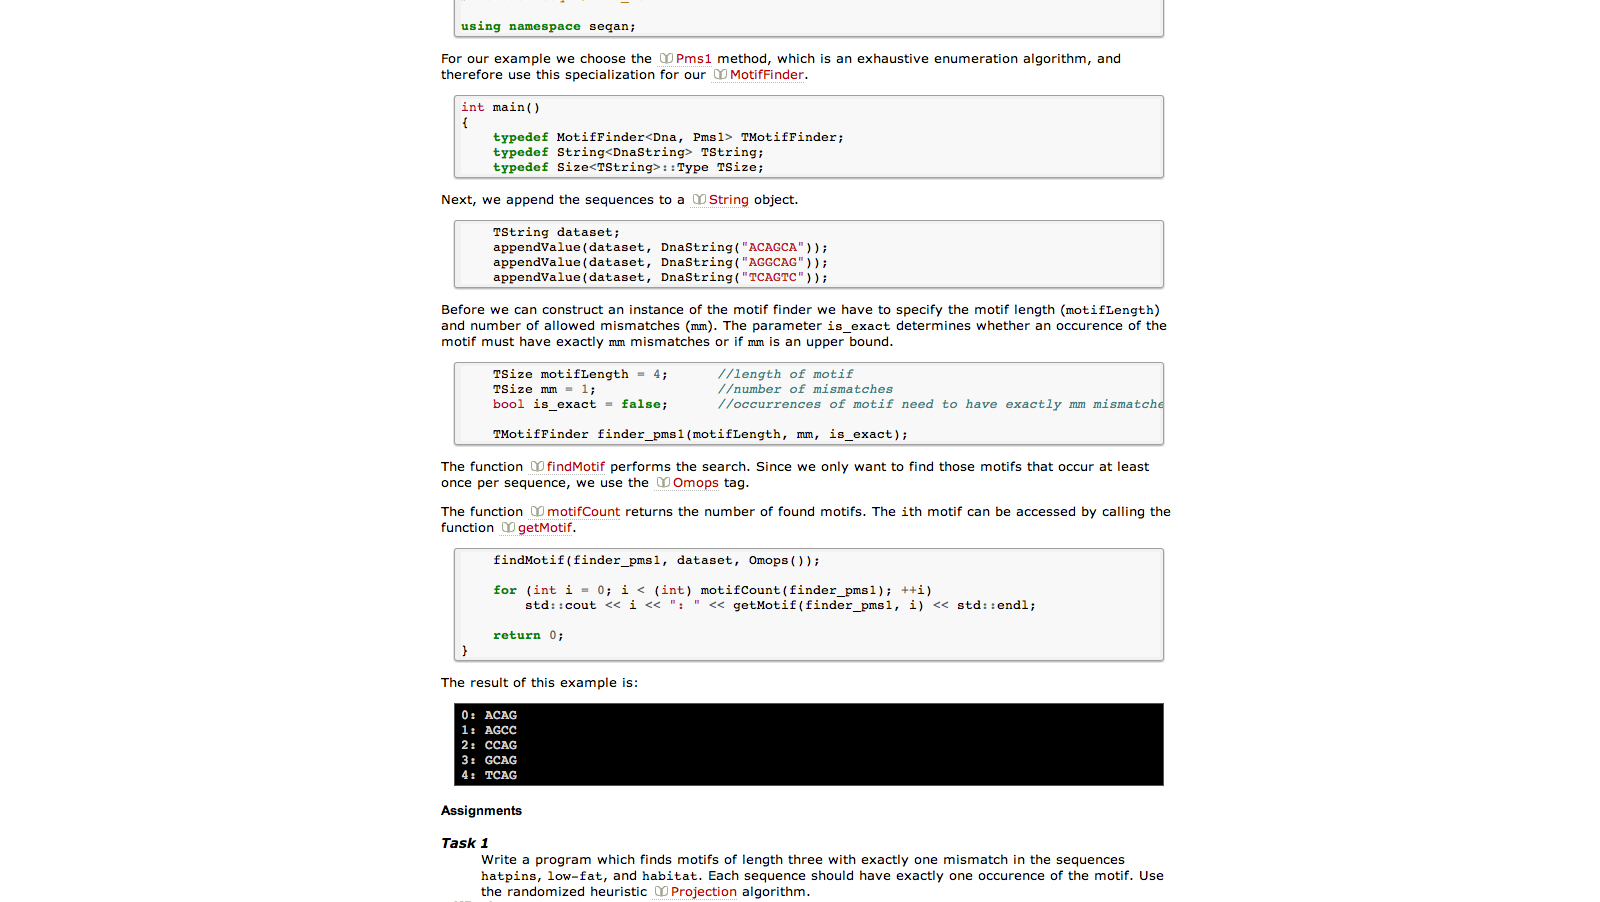 using namespace seqan;
For our example we choose the Pms1 method, which is an exhaustive enumeration algorithm, and
therefore use this specialization for our MotifFinder.
int main()
{
    typedef MotifFinder<Dna, Pms1> TMotifFinder;
    typedef String<DnaString> TString;
    typedef Size<TString>::Type TSize;
Next, we append the sequences to a String object.
    TString dataset;
    appendValue(dataset, DnaString("ACAGCA"));
    appendValue(dataset, DnaString("AGGCAG"));
    appendValue(dataset, DnaString("TCAGTC"));
Before we can construct an instance of the motif finder we have to specify the motif length (motifLength)
and number of allowed mismatches (mm). The parameter is_exact determines whether an occurence of the
motif must have exactly mm mismatches or if mm is an upper bound.
    TSize motifLength = 4;      //length of motif
    TSize mm = 1;               //number of mismatches
    bool is_exact = false;      //occurrences of motif need to have exactly mm mismatche
    TMotifFinder finder_pms1(motifLength, mm, is_exact);
The function findMotif performs the search. Since we only want to find those motifs that occur at least
once per sequence, we use the Omops tag.
The function motifCount returns the number of found motifs. The ith motif can be accessed by calling the
function getMotif.
    findMotif(finder_pms1, dataset, Omops());
    for (int i = 0; i < (int) motifCount(finder_pms1); ++i)
        std::cout << i << ": " << getMotif(finder_pms1, i) << std::endl;
    return 0;
}
The result of this example is:
0: ACAG
1: AGCC
2: CCAG
3: GCAG
4: TCAG
Assignments
Task 1
Write a program which finds motifs of length three with exactly one mismatch in the sequences
hatpins, low-fat, and habitat. Each sequence should have exactly one occurence of the motif. Use
the randomized heuristic Projection algorithm.